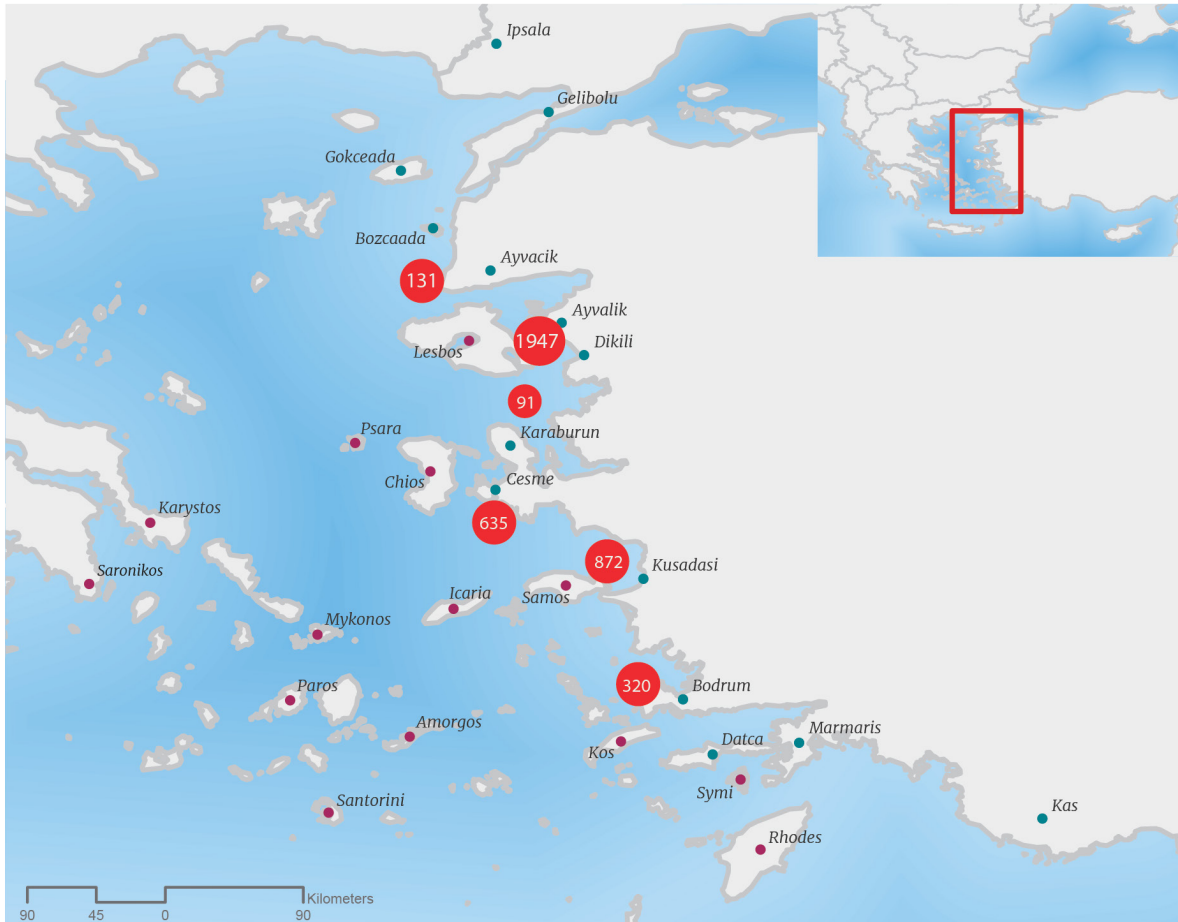 Ipsala
Gelibolu
Gokceada
Bozcaada
Ayvacik
131
Ayvalik
1947
Lesbos
Dikili
91
Psara
Karaburun
Chios
Cesme
Karystos
635
872
Saronikos
Kusadasi
Icaria
Samos
Mykonos
320
Paros
Bodrum
Amorgos
Marmaris
Kos
Datca
Symi
Santorini
Kas
Rhodes
Kilometers
90 45 0 90